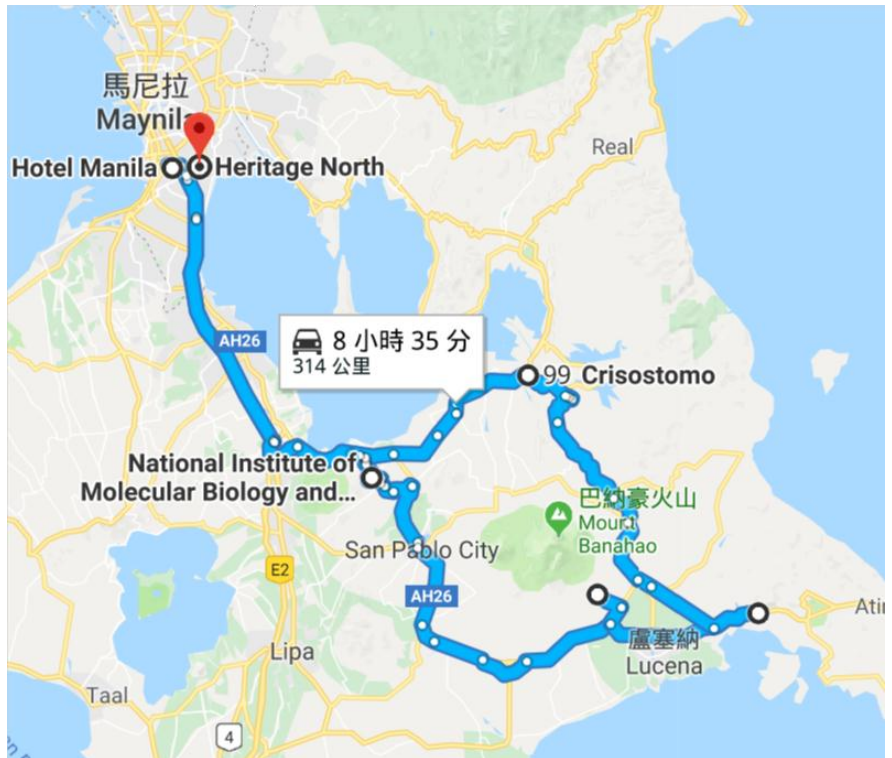 馬尼拉
Maynila
Hotel Manila
Heritage North
Real
AH26
8 小時 35 分
314 公里
99 Crisostomo
National Institute of
Molecular Biology and...
巴納豪火山
Mount
Banahao
San Pablo City
E2
AH26
Lipa
盧塞納
Lucena
Taal
4